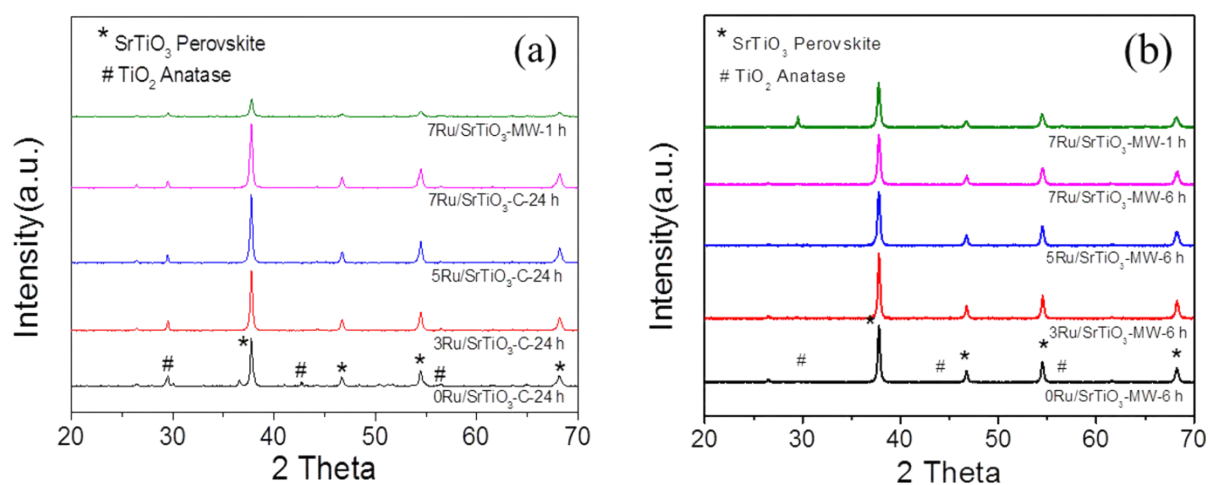 (a)
* SrTiO₃ Perovskite
# TiO₂ Anatase
7Ru/SrTiO₃-MW-1 h
7Ru/SrTiO₃-C-24 h
5Ru/SrTiO₃-C-24 h
3Ru/SrTiO₃-C-24 h
# * # * * # *
0Ru/SrTiO₃-C-24 h
20 30 40 50 60 70
2 Theta
Intensity(a.u.)
(b)
* SrTiO₃ Perovskite
# TiO₂ Anatase
7Ru/SrTiO₃-MW-1 h
7Ru/SrTiO₃-MW-6 h
5Ru/SrTiO₃-MW-6 h
3Ru/SrTiO₃-MW-6 h
# * # * * # *
0Ru/SrTiO₃-MW-6 h
20 30 40 50 60 70
2 Theta
Intensity(a.u.)